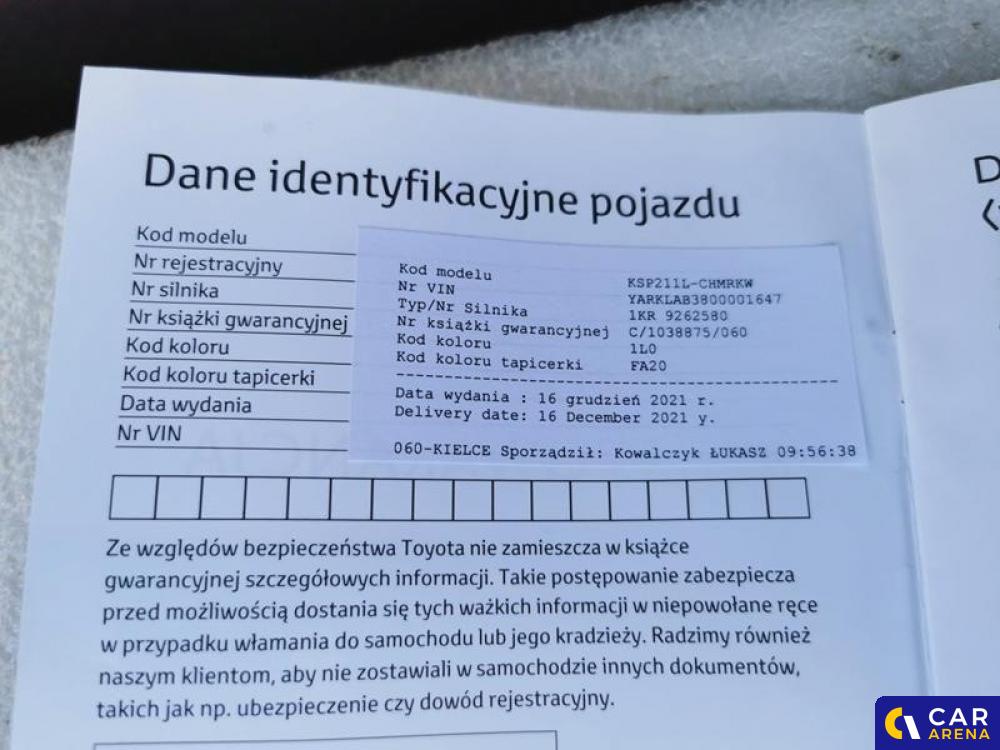 Dane identyfikacyjne pojazdu
Kod modelu
Nr rejestracyjny
Nr silnika
Nr książki gwarancyjnej
Kod koloru
Kod koloru tapicerki
Data wydania
Nr VIN
Kod modelu KSP211L-CHMRKW
Nr VIN YARKLAB3800001647
Typ/Nr Silnika 1KR 9262580
Nr książki gwarancyjnej C/1038875/060
Kod koloru 1L0
Kod koloru tapicerki FA20
--------------------------------------------------
Data wydania : 16 grudzień 2021 r.
Delivery date: 16 December 2021 y.
060-KIELCE Sporządził: Kowalczyk ŁUKASZ 09:56:38
Ze względów bezpieczeństwa Toyota nie zamieszcza w książce
gwarancyjnej szczegółowych informacji. Takie postępowanie zabezpiecza
przed możliwością dostania się tych ważkich informacji w niepowołane ręce
w przypadku włamania do samochodu lub jego kradzieży. Radzimy również
naszym klientom, aby nie zostawiali w samochodzie innych dokumentów,
takich jak np. ubezpieczenie czy dowód rejestracyjny.
D
CAR
ARENA